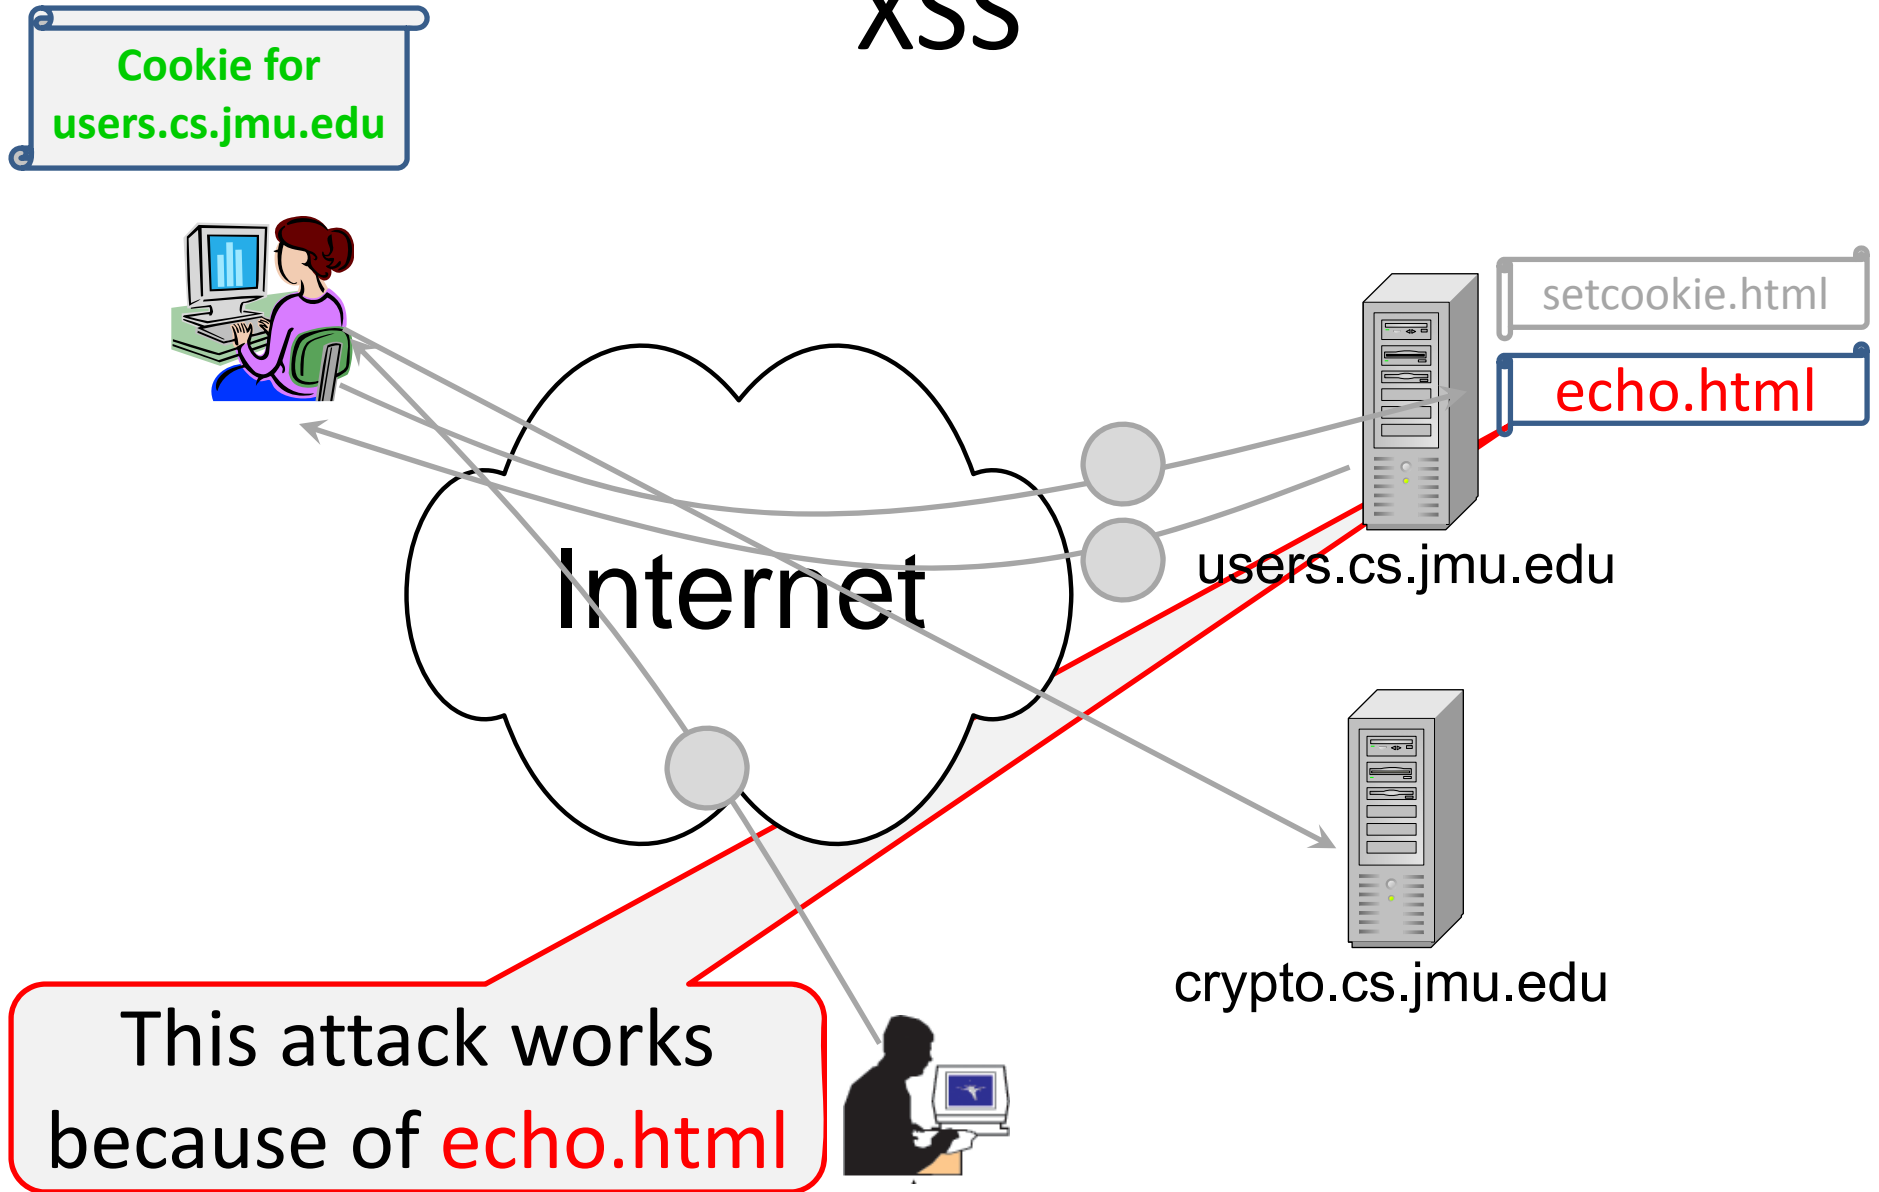 XSS
Cookie for
users.cs.jmu.edu
setcookie.html
echo.html
Internet
users.cs.jmu.edu
crypto.cs.jmu.edu
This attack works
because of echo.html